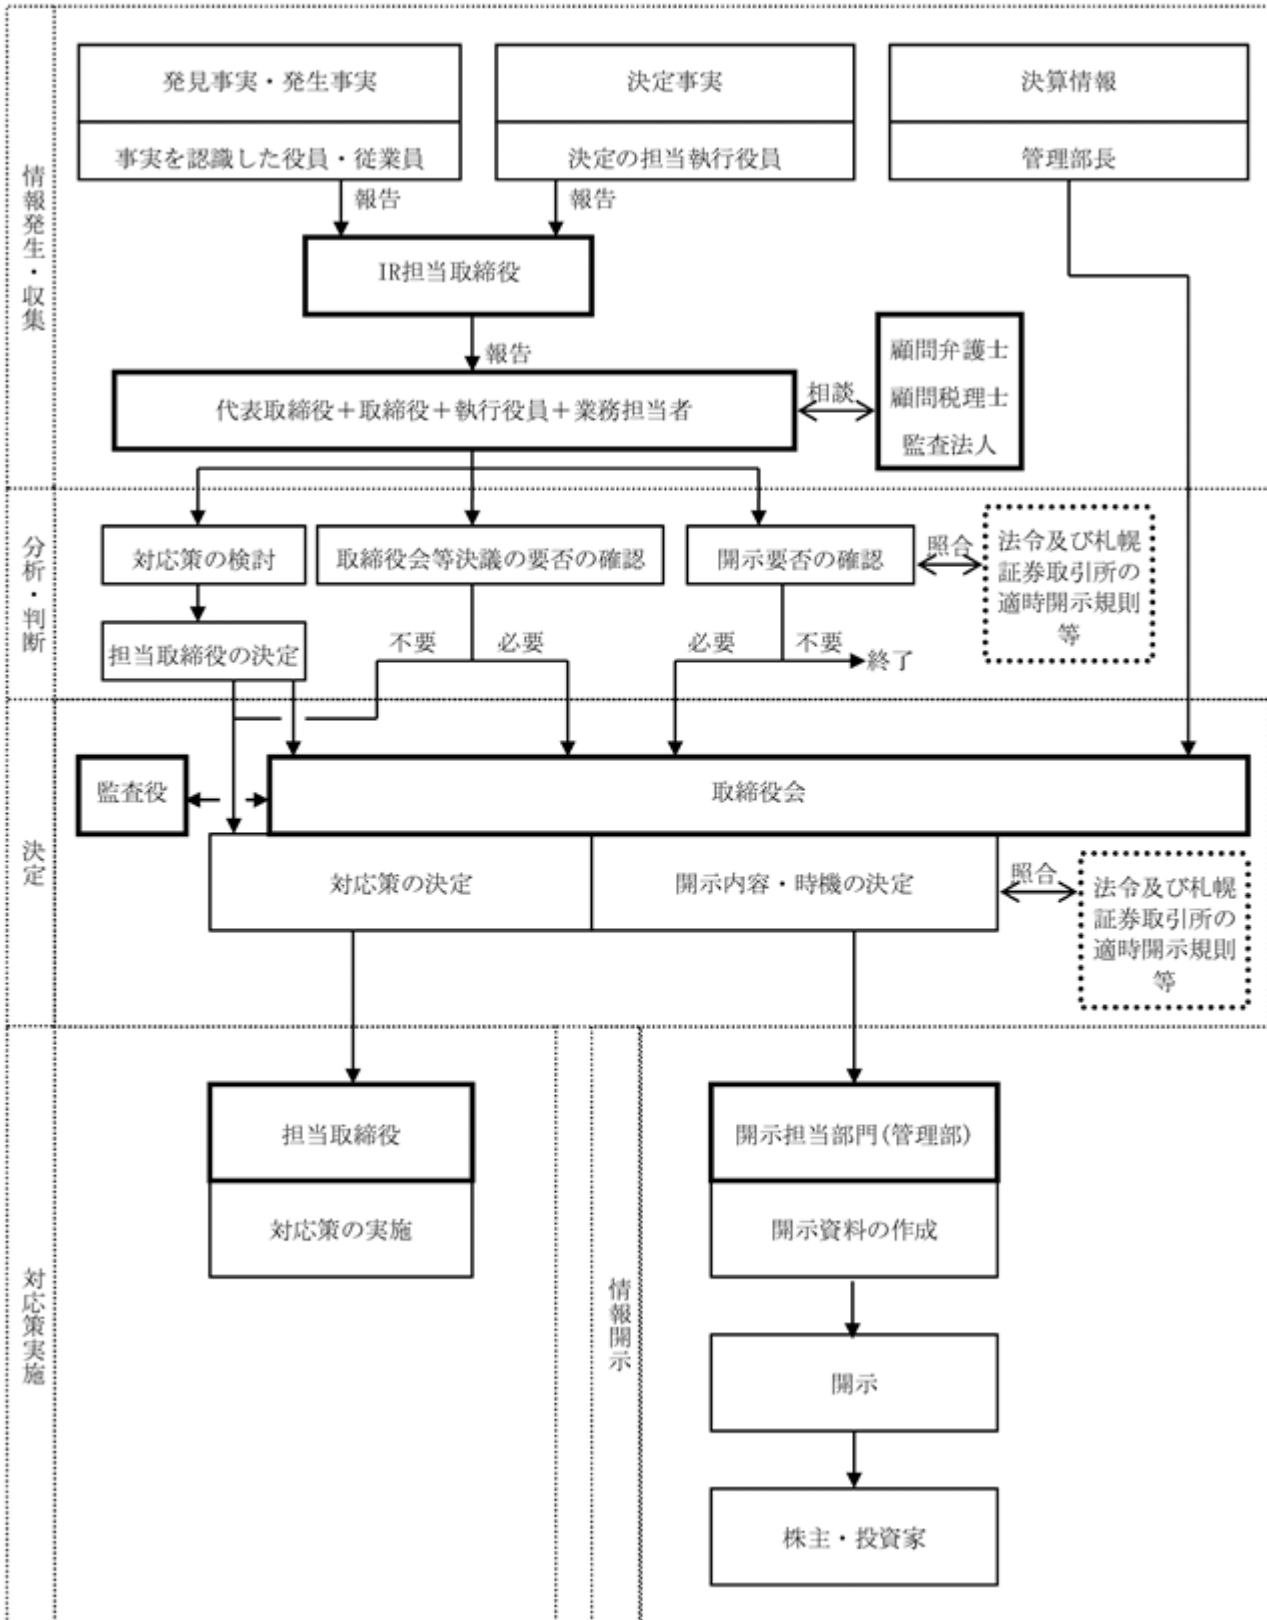 情報発生・収集
発見事実・発生事実
事実を認識した役員・従業員
決定事実
決定の担当執行役員
決算情報
管理部長
報告
報告
IR担当取締役
報告
代表取締役+取締役+執行役員+業務担当者
相談
顧問弁護士
顧問税理士
監査法人
分析・判断
対応策の検討
取締役会等決議の要否の確認
開示要否の確認
照合
法令及び札幌
証券取引所の
適時開示規則
等
担当取締役の決定
不要
必要
必要
不要
終了
決定
監査役
取締役会
対応策の決定
開示内容・時機の決定
照合
法令及び札幌
証券取引所の
適時開示規則
等
対応策実施
担当取締役
対応策の実施
情報開示
開示担当部門(管理部)
開示資料の作成
開示
株主・投資家